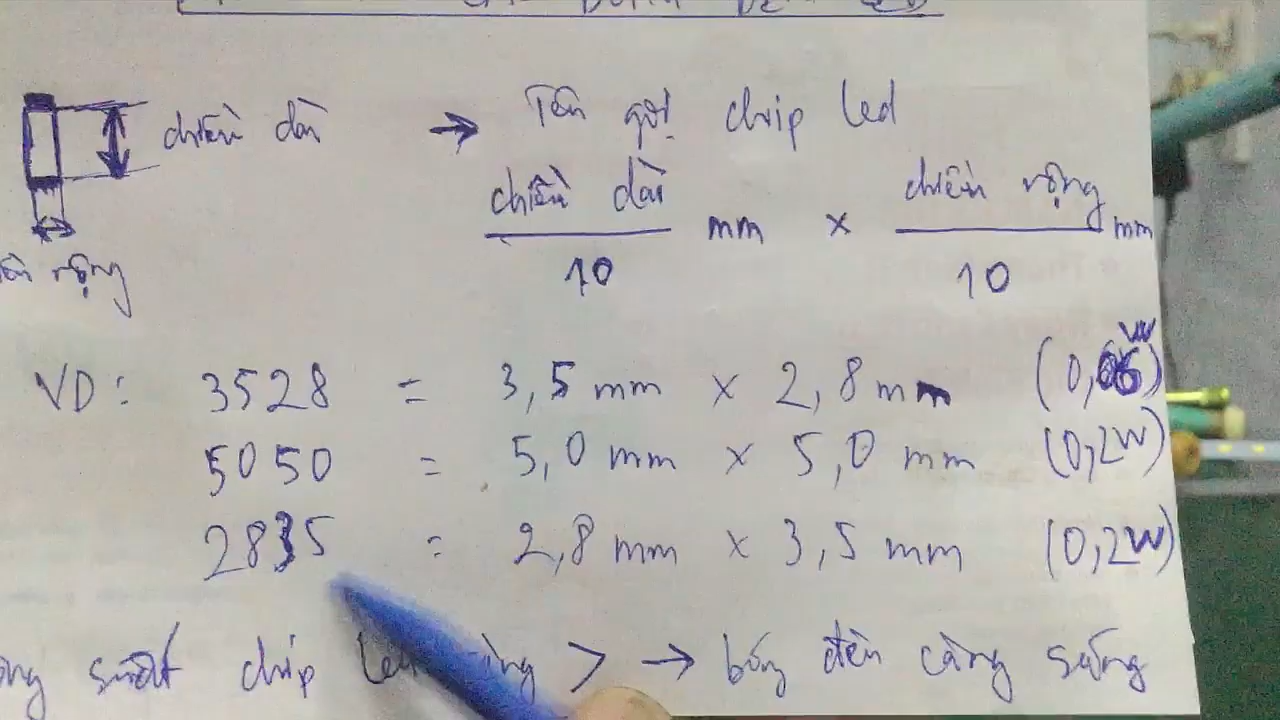 chiều dài → Tên gọi chip led
chiều dài / 10 mm x chiều rộng / 10 mm
rộng
VD: 3528 = 3,5 mm x 2,8 mm (0,06W)
5050 = 5,0 mm x 5,0 mm (0,2W)
2835 = 2,8 mm x 3,5 mm (0,2W)
suất chip led > → bóng đèn càng sáng